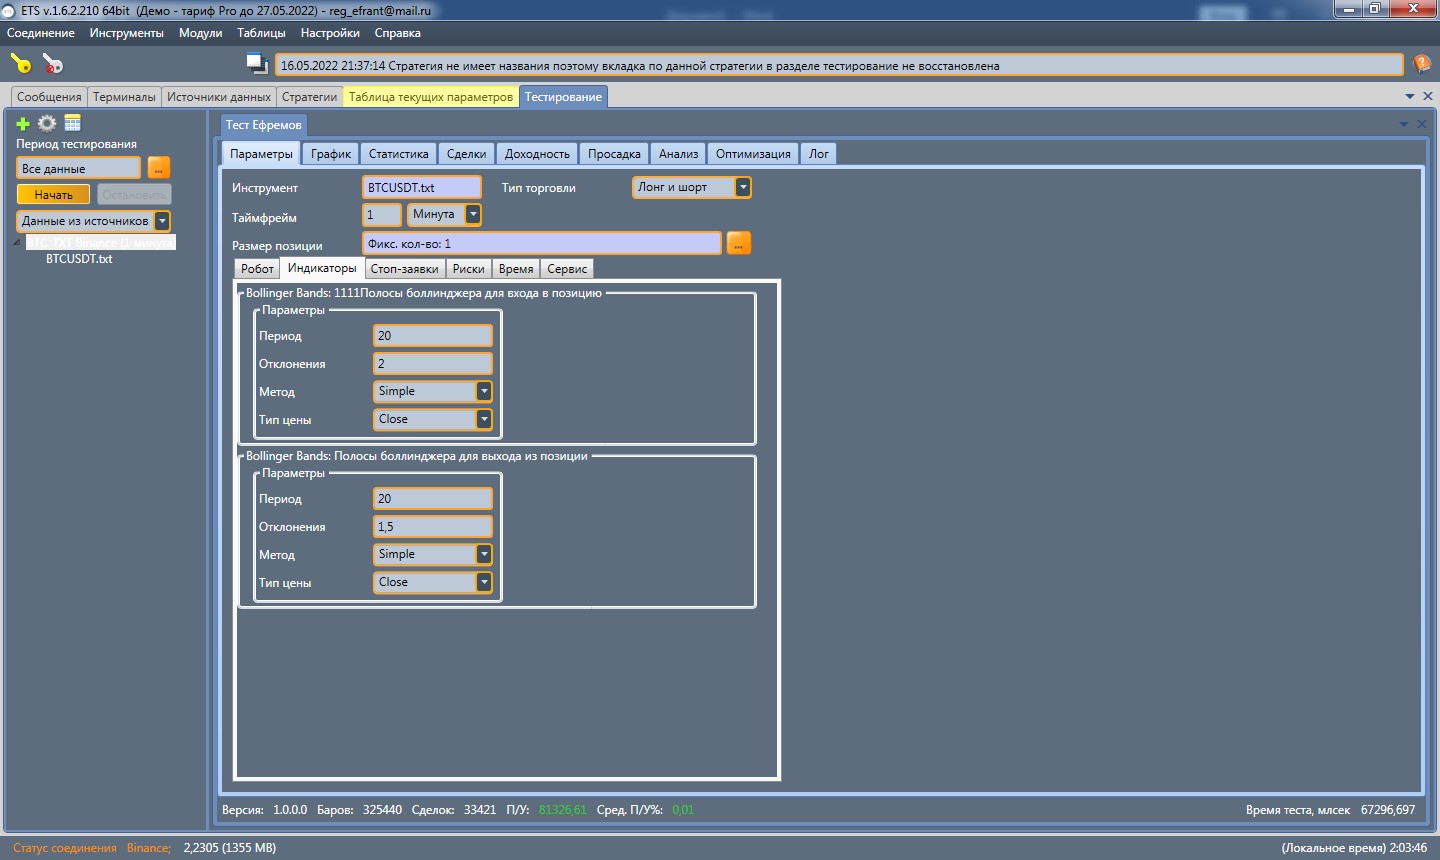 ETS v.1.6.2.210 64bit (Демо - тариф Pro до 27.05.2022) - reg_efrant@mail.ru
Соединение Инструменты Модули Таблицы Настройки Справка
16.05.2022 21:37:14 Стратегия не имеет названия поэтому вкладка по данной стратегии в разделе тестирование не восстановлена
Сообщения Терминалы Источники данных Стратегии Таблица текущих параметров Тестирование
Период тестирования
Все данные ...
Начать Остановить
Данные из источников
BTC_TXT Binance (1 минута)
BTCUSDT.txt
Тест Ефремов
Параметры График Статистика Сделки Доходность Просадка Анализ Оптимизация Лог
Инструмент BTCUSDT.txt Тип торговли Лонг и шорт
Таймфрейм 1 Минута
Размер позиции Фикс. кол-во: 1 ...
Робот Индикаторы Стоп-заявки Риски Время Сервис
Bollinger Bands: 1111Полосы боллинджера для входа в позицию
Параметры
Период 20
Отклонения 2
Метод Simple
Тип цены Close
Bollinger Bands: Полосы боллинджера для выхода из позиции
Параметры
Период 20
Отклонения 1,5
Метод Simple
Тип цены Close
Версия: 1.0.0.0 Баров: 325440 Сделок: 33421 П/У: 81326,61 Сред. П/У%: 0,01 Время теста, млсек 67296,697
Статус соединения Binance; 2,2305 (1355 MB) (Локальное время) 2:03:46